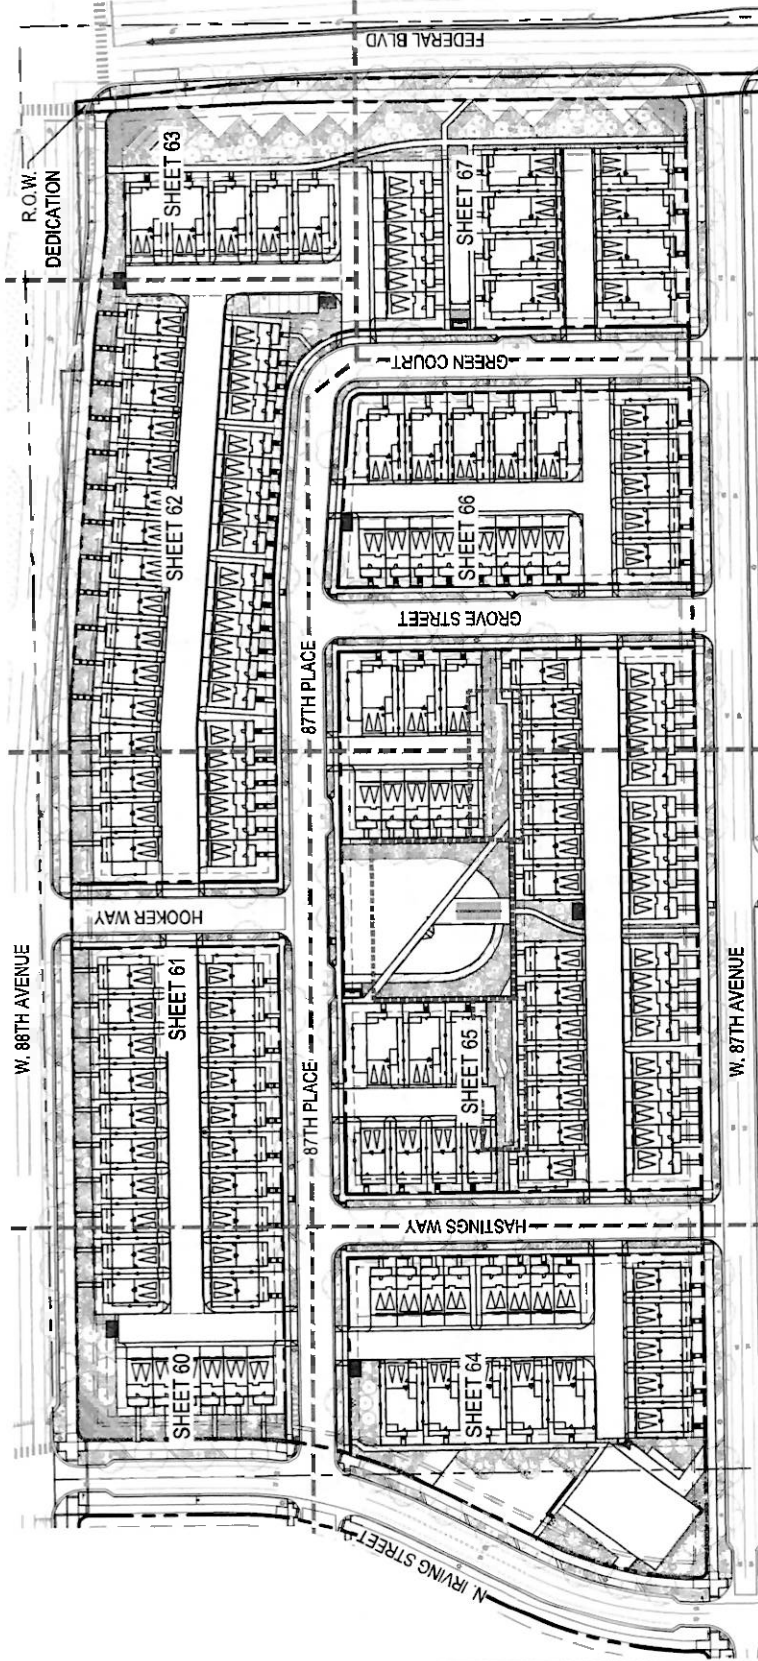 FEDERAL BLVD
R.O.W.
DEDICATION
SHEET 63
SHEET 67
GREEN COURT
SHEET 62
SHEET 66
GROVE STREET
87TH PLACE
HOOKER WAY
W. 88TH AVENUE
SHEET 61
SHEET 65
W. 87TH AVENUE
87TH PLACE
HASTINGS WAY
SHEET 60
SHEET 64
N. IRVING STREET